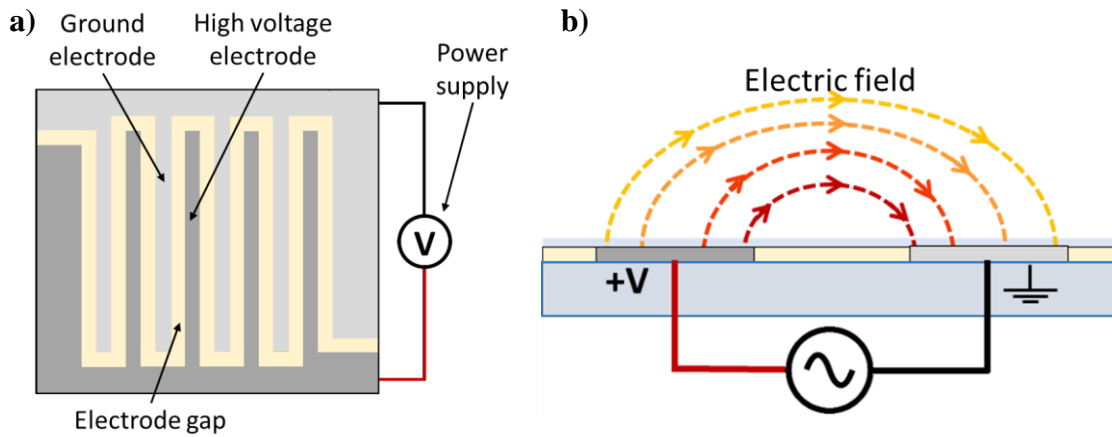 a)
Ground
electrode
High voltage
electrode
Power
supply
V
Electrode gap
b)
Electric field
+V